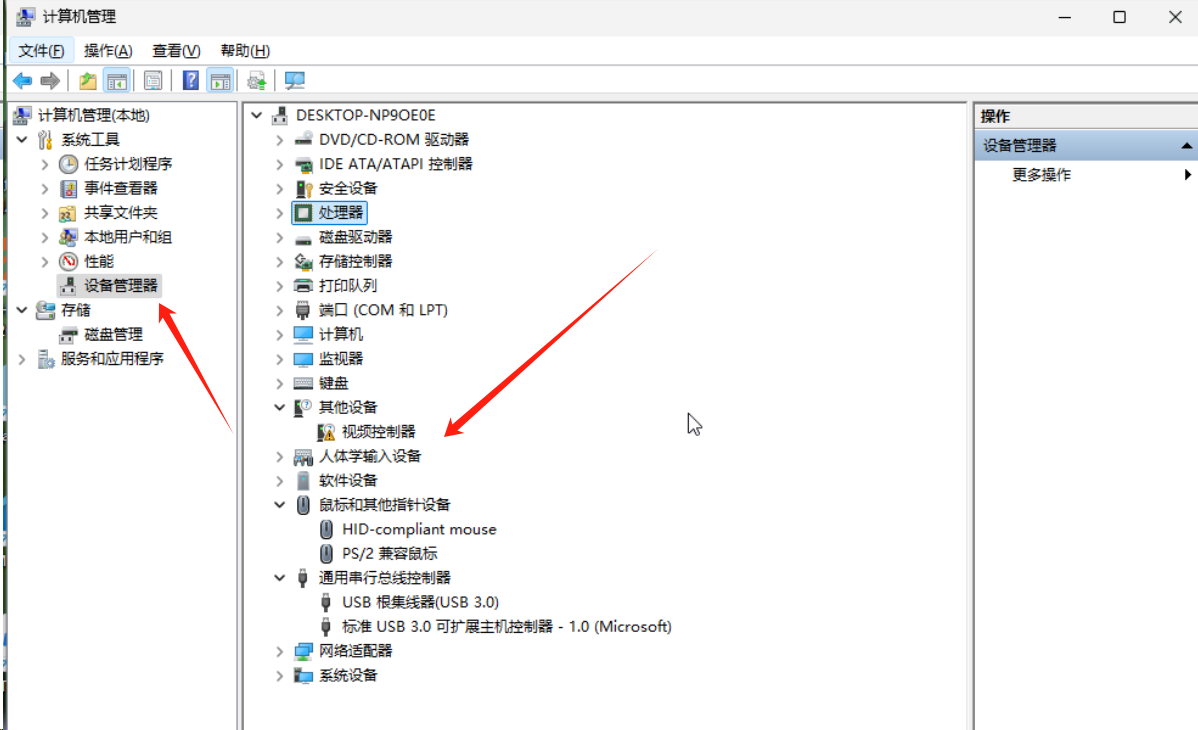 计算机管理
文件(F) 操作(A) 查看(V) 帮助(H)
计算机管理(本地)
系统工具
任务计划程序
事件查看器
共享文件夹
本地用户和组
性能
设备管理器
存储
磁盘管理
服务和应用程序
DESKTOP-NP9OE0E
DVD/CD-ROM 驱动器
IDE ATA/ATAPI 控制器
安全设备
处理器
磁盘驱动器
存储控制器
打印队列
端口 (COM 和 LPT)
计算机
监视器
键盘
其他设备
视频控制器
人体学输入设备
软件设备
鼠标和其他指针设备
HID-compliant mouse
PS/2 兼容鼠标
通用串行总线控制器
USB 根集线器(USB 3.0)
标准 USB 3.0 可扩展主机控制器 - 1.0 (Microsoft)
网络适配器
系统设备
操作
设备管理器
更多操作